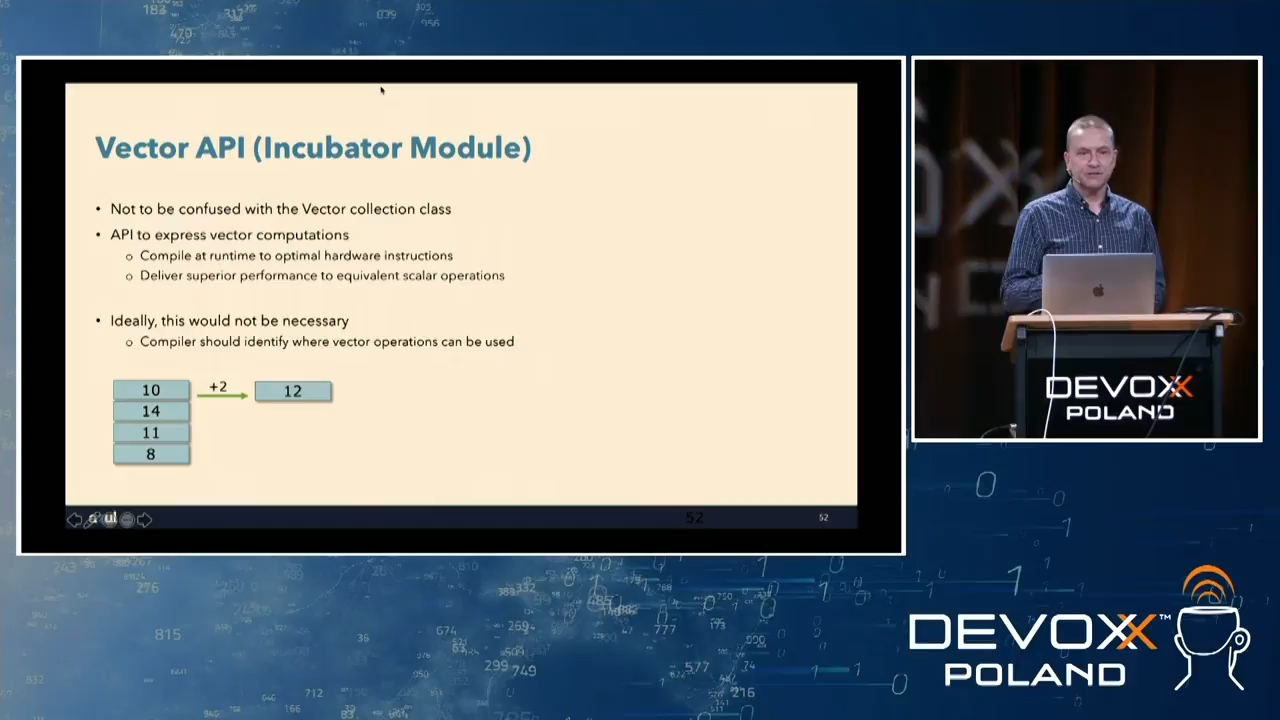 Vector API (Incubator Module)
• Not to be confused with the Vector collection class
• API to express vector computations
o Compile at runtime to optimal hardware instructions
o Deliver superior performance to equivalent scalar operations
• Ideally, this would not be necessary
o Compiler should identify where vector operations can be used
10 +2 12
14
11
8
52 52
DEVOXX
POLAND
DEVOXX™
POLAND